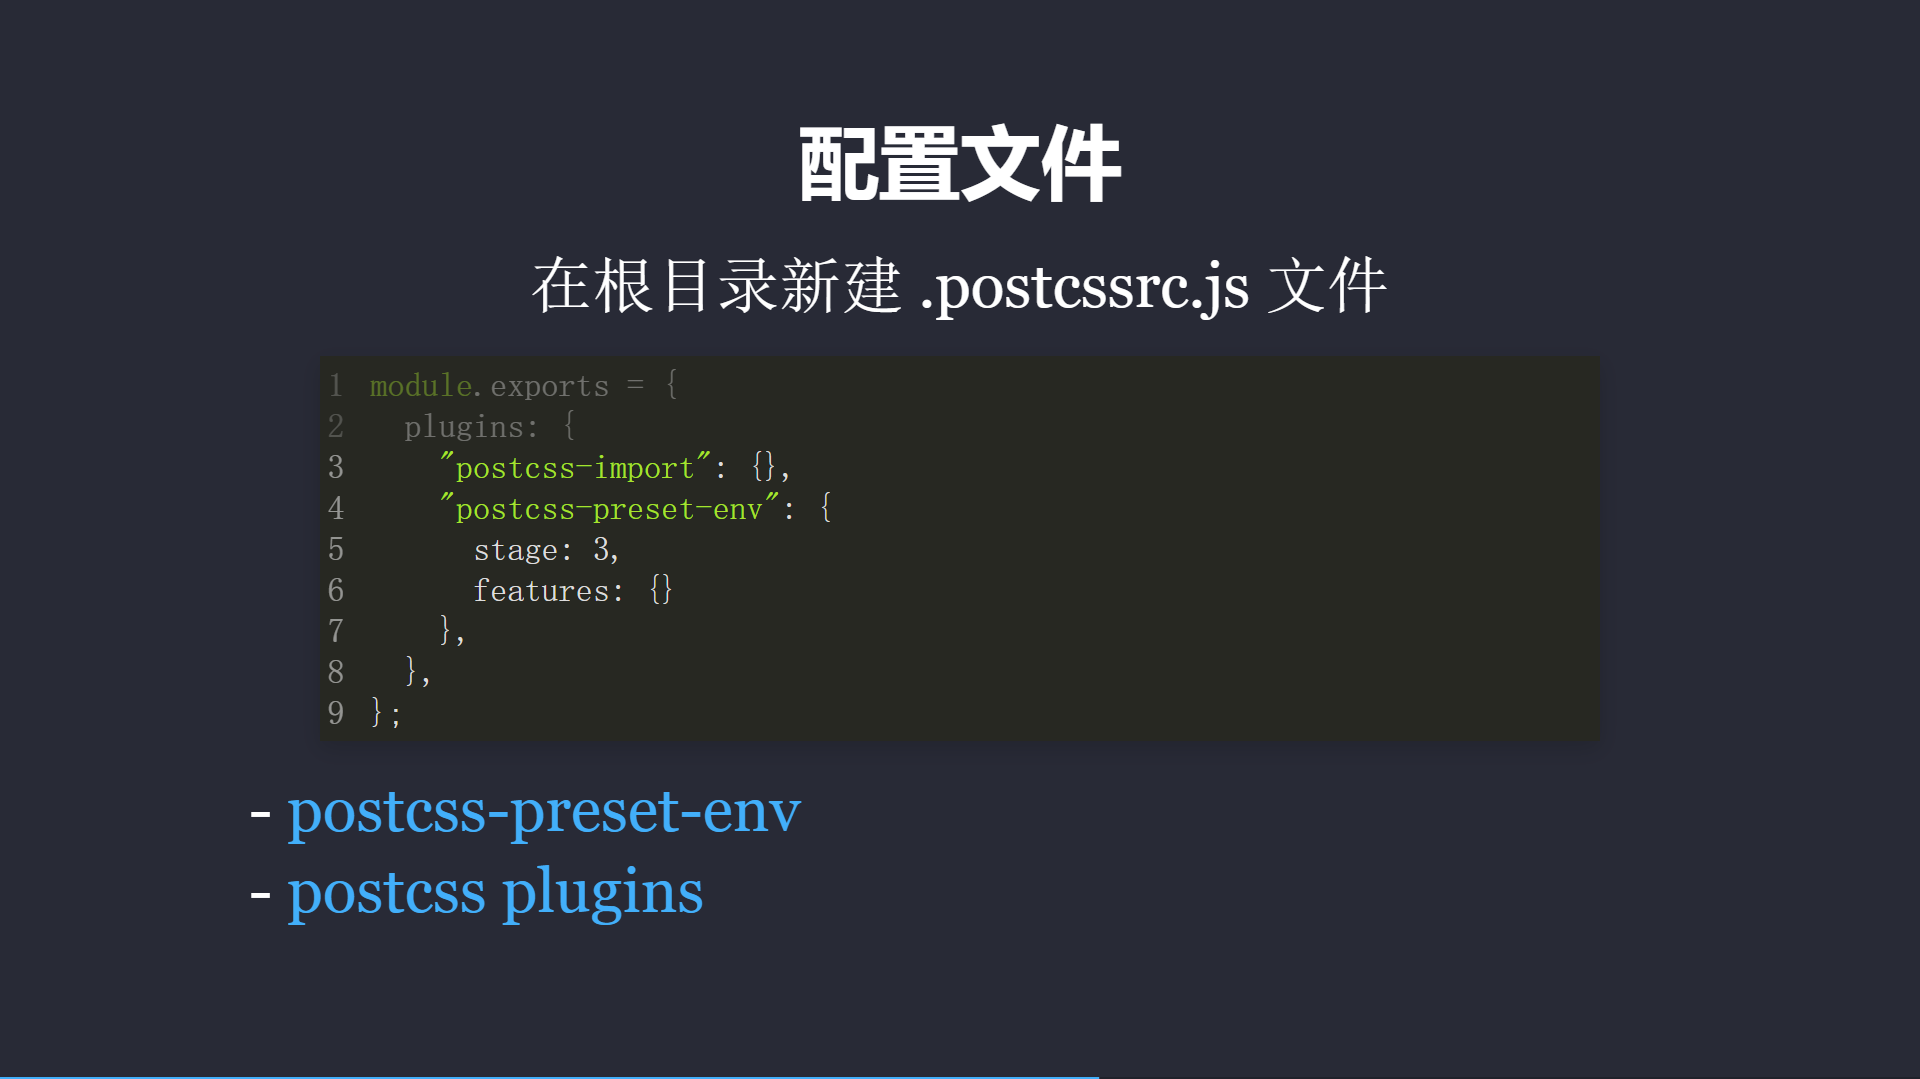 配置文件
在根目录新建 .postcssrc.js 文件
1 module.exports = {
2   plugins: {
3     "postcss-import": {},
4     "postcss-preset-env": {
5       stage: 3,
6       features: {}
7     },
8   },
9 };
- postcss-preset-env
- postcss plugins